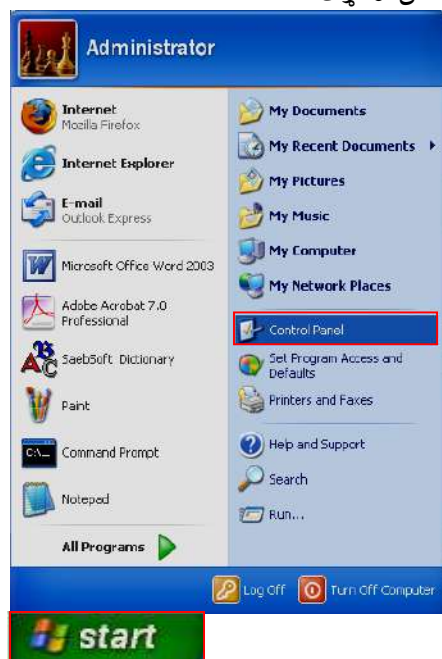 Administrator
Internet
Mozilla Firefox
Internet Explorer
E-mail
Outlook Express
Microsoft Office Word 2003
Adobe Acrobat 7.0
Professional
SaebSoft Dictionary
Paint
Command Prompt
Notepad
All Programs
My Documents
My Recent Documents
My Pictures
My Music
My Computer
My Network Places
Control Panel
Set Program Access and
Defaults
Printers and Faxes
Help and Support
Search
Run...
Log Off
Turn Off Computer
start